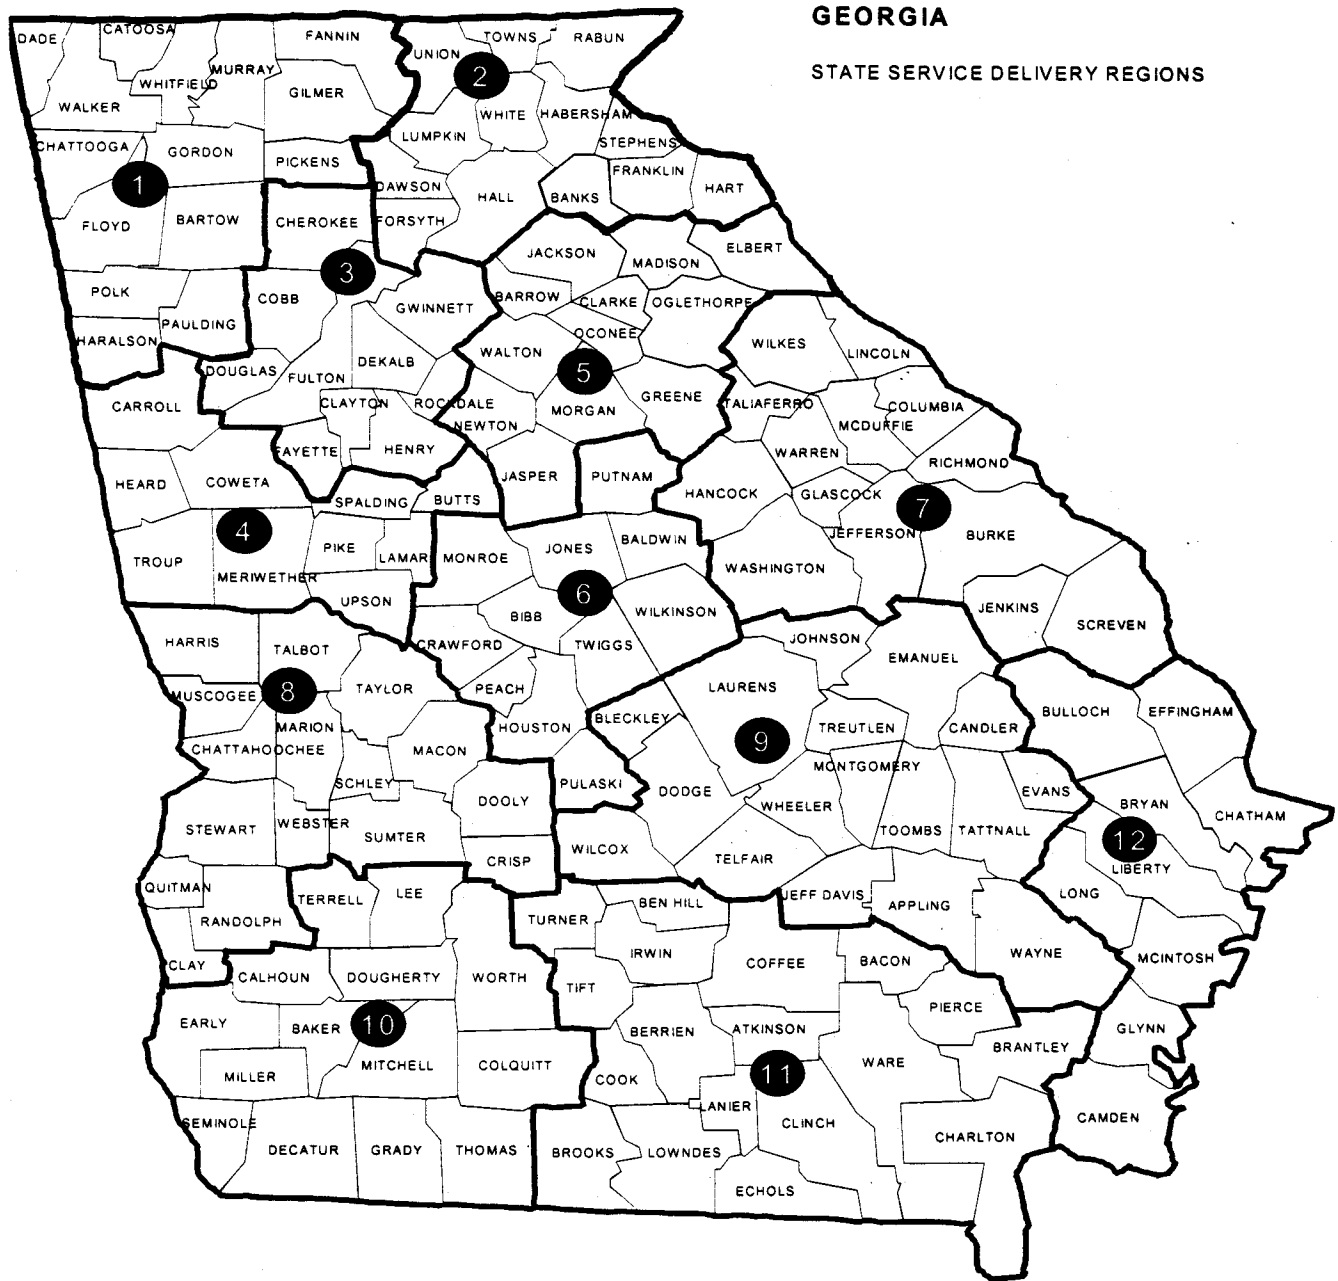 GEORGIA
STATE SERVICE DELIVERY REGIONS
DADE
CATOOSA
FANNIN
UNION
TOWNS
RABUN
WHITFIELD
MURRAY
2
WALKER
GILMER
WHITE
HABERSHAM
LUMPKIN
STEPHENS
CHATTOOGA
GORDON
PICKENS
FRANKLIN
1
DAWSON
HALL
BANKS
HART
FLOYD
BARTOW
CHEROKEE
FORSYTH
JACKSON
MADISON
ELBERT
3
POLK
COBB
GWINNETT
BARROW
CLARKE
OGLETHORPE
PAULDING
OCONEE
HARALSON
WALTON
WILKES
LINCOLN
DOUGLAS
FULTON
DEKALB
5
CARROLL
CLAYTON
ROCKDALE
MORGAN
GREENE
TALIAFERRO
COLUMBIA
NEWTON
MCDUFFIE
FAYETTE
HENRY
WARREN
RICHMOND
HEARD
COWETA
SPALDING
BUTTS
JASPER
PUTNAM
HANCOCK
GLASCOCK
7
4
JEFFERSON
BURKE
TROUP
PIKE
LAMAR
MONROE
JONES
BALDWIN
MERIWETHER
WASHINGTON
UPSON
6
BIBB
WILKINSON
JENKINS
SCREVEN
HARRIS
TALBOT
CRAWFORD
TWIGGS
JOHNSON
EMANUEL
MUSCOGEE
8
TAYLOR
PEACH
LAURENS
MARION
HOUSTON
BLECKLEY
TREUTLEN
CANDLER
BULLOCH
EFFINGHAM
CHATTAHOOCHEE
MACON
9
SCHLEY
PULASKI
DODGE
MONTGOMERY
EVANS
DOOLY
WHEELER
BRYAN
CHATHAM
STEWART
WEBSTER
SUMTER
TOOMBS
TATTNALL
12
CRISP
WILCOX
TELFAIR
LIBERTY
QUITMAN
TERRELL
LEE
BEN HILL
JEFF DAVIS
APPLING
LONG
RANDOLPH
TURNER
CLAY
CALHOUN
DOUGHERTY
WORTH
IRWIN
COFFEE
BACON
WAYNE
MCINTOSH
TIFT
EARLY
BAKER
10
BERRIEN
ATKINSON
PIERCE
GLYNN
MILLER
MITCHELL
COLQUITT
COOK
11
WARE
BRANTLEY
SEMINOLE
LANIER
CLINCH
CHARLTON
CAMDEN
DECATUR
GRADY
THOMAS
BROOKS
LOWNDES
ECHOLS